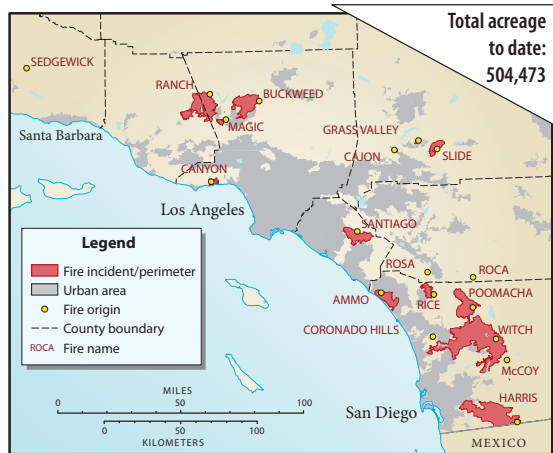 Total acreage
to date:
504,473
SEDGEWICK
RANCH
BUCKWEED
MAGIC
Santa Barbara
GRASS VALLEY
CAJON
SLIDE
CANYON
Los Angeles
SANTIAGO
ROSA
ROCA
AMMO
RICE
POOMACHA
CORONADO HILLS
WITCH
McCOY
HARRIS
San Diego
MEXICO
Legend
Fire incident/perimeter
Urban area
Fire origin
County boundary
ROCA Fire name
MILES
0 50 100
0 50 100
KILOMETERS